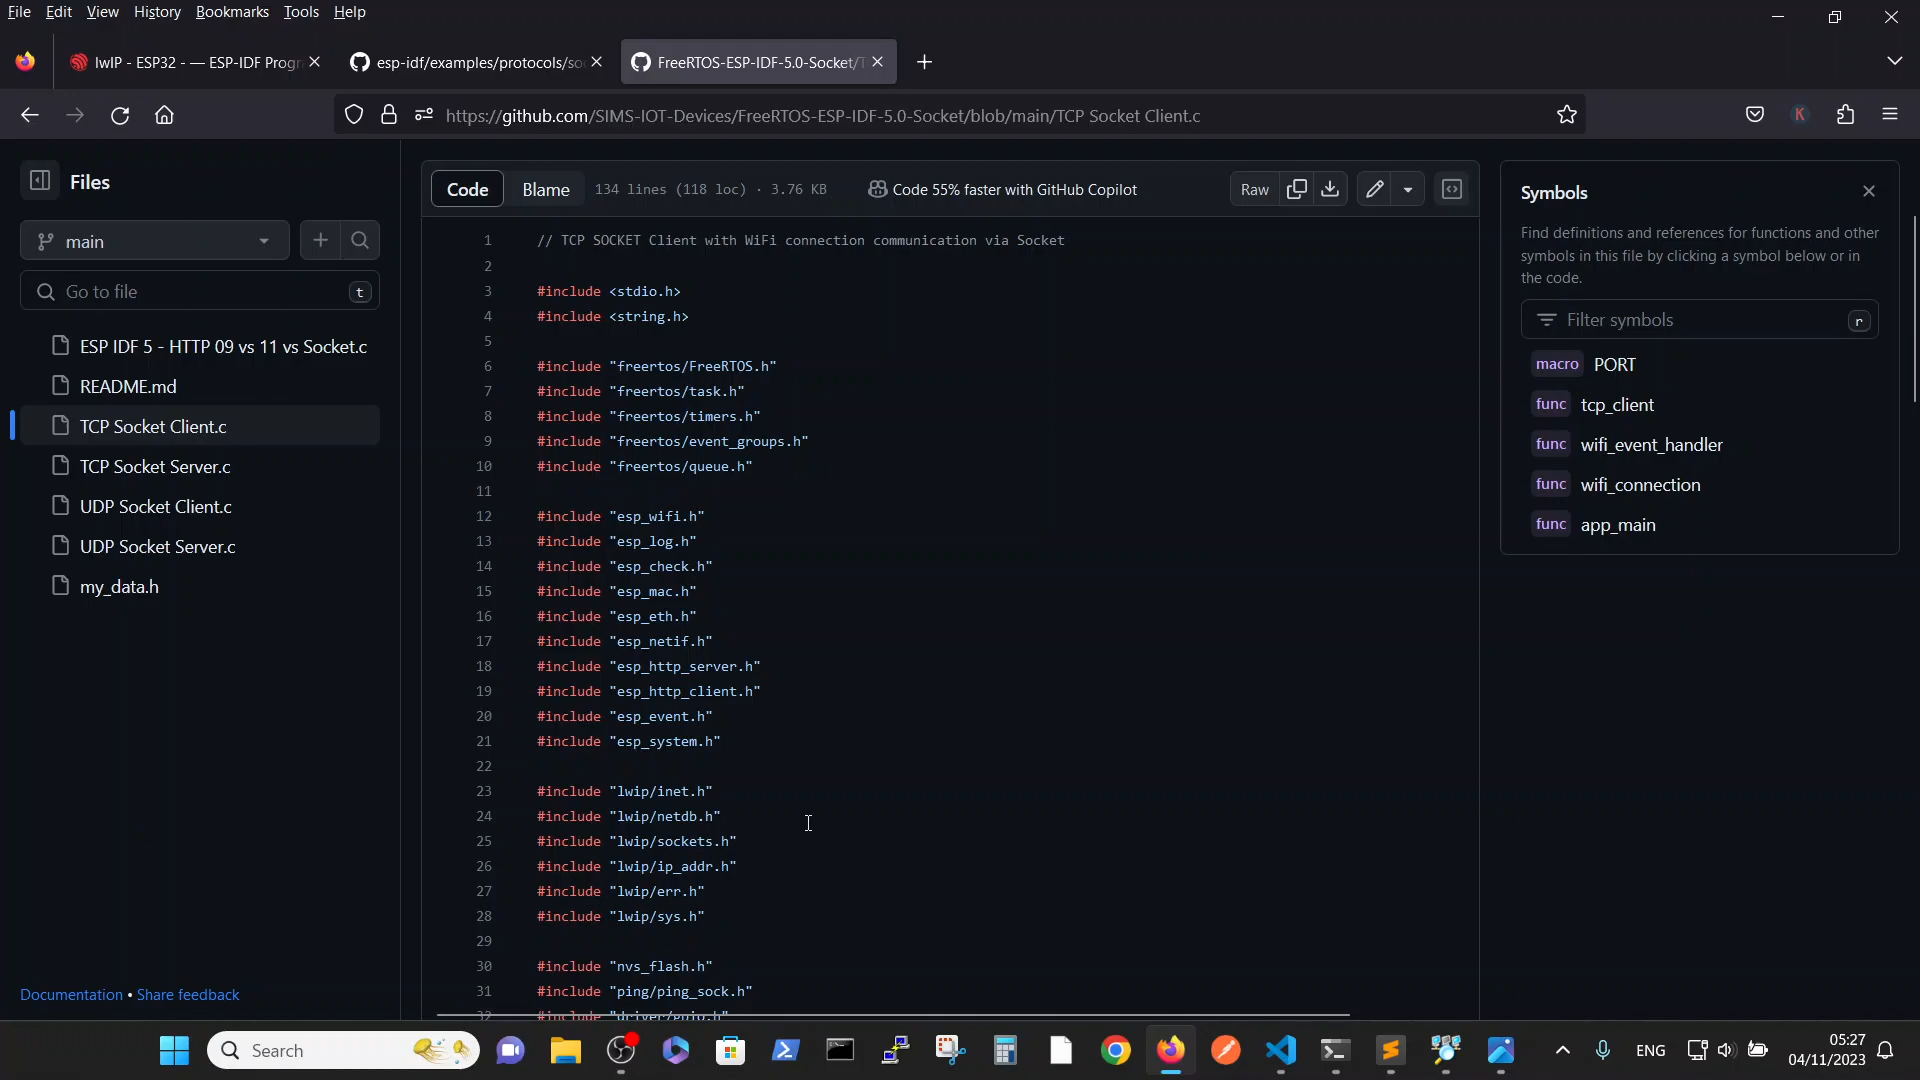 File Edit View History Bookmarks Tools Help
lwIP - ESP32 - — ESP-IDF Progr
esp-idf/examples/protocols/so
FreeRTOS-ESP-IDF-5.0-Socket/T
https://github.com/SIMS-IOT-Devices/FreeRTOS-ESP-IDF-5.0-Socket/blob/main/TCP Socket Client.c
K
Files
main
Go to file
t
ESP IDF 5 - HTTP 09 vs 11 vs Socket.c
README.md
TCP Socket Client.c
TCP Socket Server.c
UDP Socket Client.c
UDP Socket Server.c
my_data.h
Documentation • Share feedback
Code Blame 134 lines (118 loc) · 3.76 KB Code 55% faster with GitHub Copilot Raw
1 // TCP SOCKET Client with WiFi connection communication via Socket
2
3 #include <stdio.h>
4 #include <string.h>
5
6 #include "freertos/FreeRTOS.h"
7 #include "freertos/task.h"
8 #include "freertos/timers.h"
9 #include "freertos/event_groups.h"
10 #include "freertos/queue.h"
11
12 #include "esp_wifi.h"
13 #include "esp_log.h"
14 #include "esp_check.h"
15 #include "esp_mac.h"
16 #include "esp_eth.h"
17 #include "esp_netif.h"
18 #include "esp_http_server.h"
19 #include "esp_http_client.h"
20 #include "esp_event.h"
21 #include "esp_system.h"
22
23 #include "lwip/inet.h"
24 #include "lwip/netdb.h"
25 #include "lwip/sockets.h"
26 #include "lwip/ip_addr.h"
27 #include "lwip/err.h"
28 #include "lwip/sys.h"
29
30 #include "nvs_flash.h"
31 #include "ping/ping_sock.h"
32 #include "driver/gpio.h"
Symbols
Find definitions and references for functions and other
symbols in this file by clicking a symbol below or in
the code.
Filter symbols
r
macro PORT
func tcp_client
func wifi_event_handler
func wifi_connection
func app_main
Search
ENG
05:27
04/11/2023